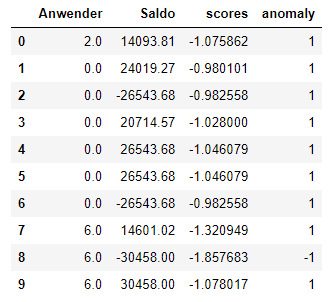 Anwender Saldo scores anomaly
0 2.0 14093.81 -1.075862 1
1 0.0 24019.27 -0.980101 1
2 0.0 -26543.68 -0.982558 1
3 0.0 20714.57 -1.028000 1
4 0.0 26543.68 -1.046079 1
5 0.0 26543.68 -1.046079 1
6 0.0 -26543.68 -0.982558 1
7 6.0 14601.02 -1.320949 1
8 6.0 -30458.00 -1.857683 -1
9 6.0 30458.00 -1.078017 1